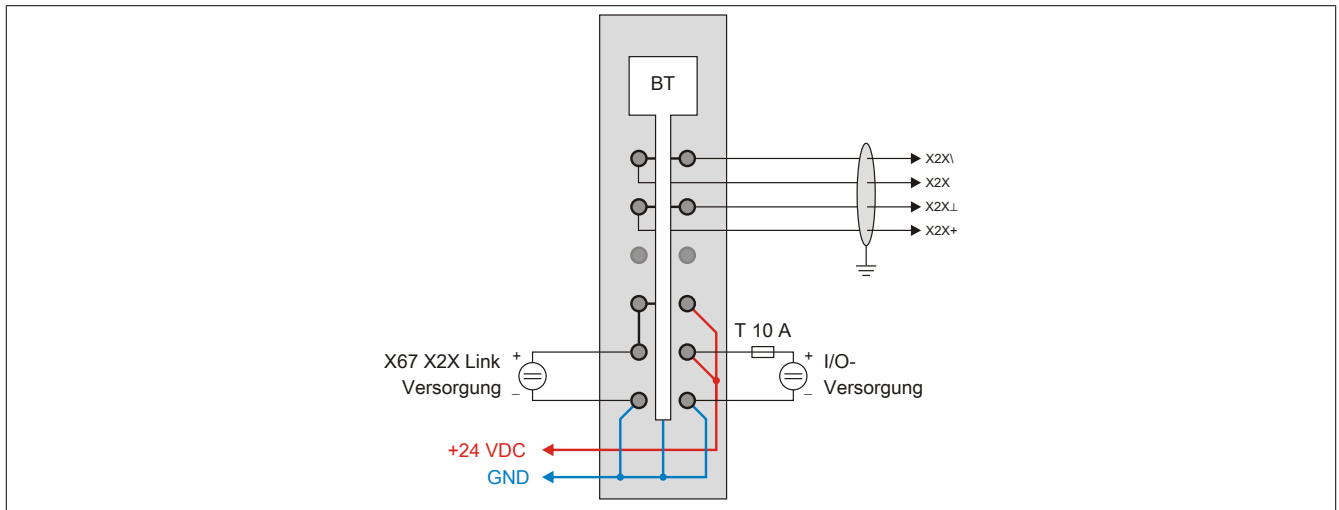 BT
X2X\
X2X
X2X⊥
X2X+
T 10 A
X67 X2X Link
Versorgung
+
_
+
_
I/O-
Versorgung
+24 VDC
GND